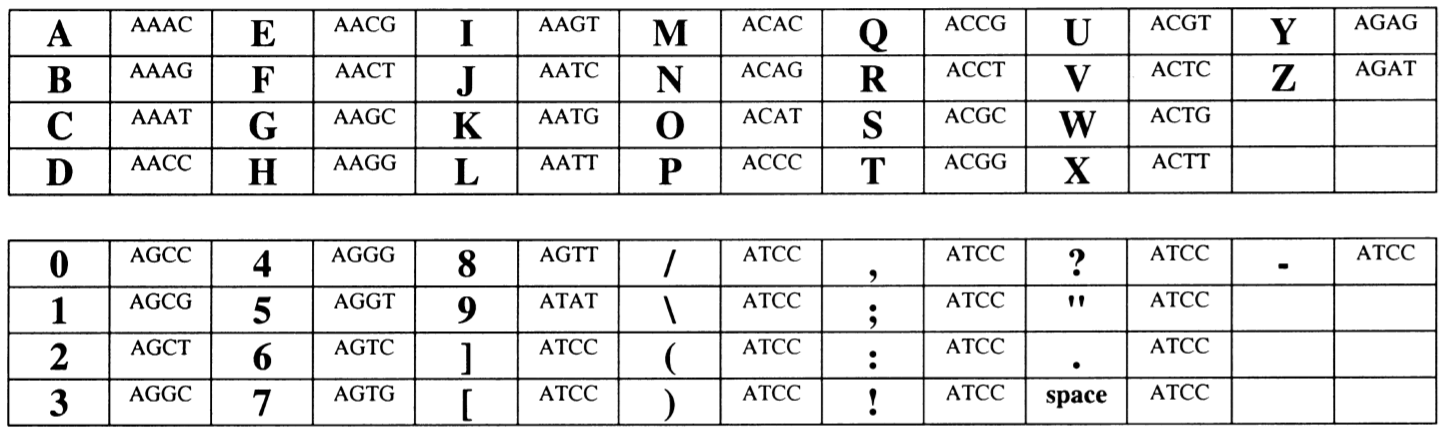 A AAAC E AACG I AAGT M ACAC Q ACCG U ACGT Y AGAG
B AAAG F AACT J AATC N ACAG R ACCT V ACTC Z AGAT
C AAAT G AAGC K AATG O ACAT S ACGC W ACTG
D AACC H AAGG L AATT P ACCC T ACGG X ACTT
0 AGCC 4 AGGG 8 AGTT / ATCC , ATCC ? ATCC - ATCC
1 AGCG 5 AGGT 9 ATAT \ ATCC ; ATCC " ATCC
2 AGCT 6 AGTC ] ATCC ( ATCC : ATCC . ATCC
3 AGGC 7 AGTG [ ATCC ) ATCC ! ATCC space ATCC